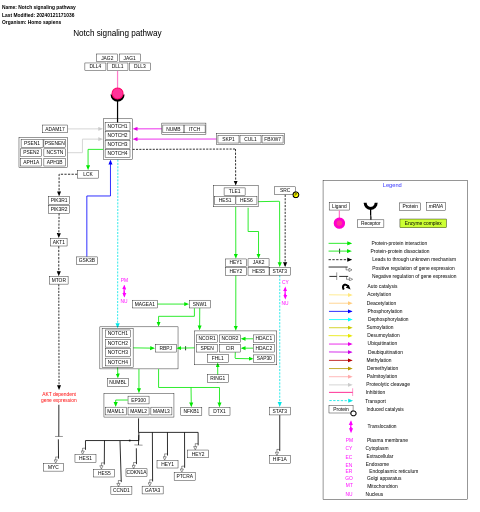 Name: Notch signaling pathway
Last Modified: 20240121171036
Organism: Homo sapiens
Notch signaling pathway
JAG2 JAG1
DLL4 DLL1 DLL3
ADAM17
NOTCH1
NOTCH2
NOTCH3
NOTCH4
NUMB ITCH
SKP1 CUL1 FBXW7
PSEN1 PSENEN
PSEN2 NCSTN
APH1A APH1B
LCK
PIK3R1
PIK3R2
AKT1
GSK3B
MTOR
TLE1
HES1 HES6
SRC
HEY1 JAK2
HEY2 HES5 STAT3
PM
NU
CY
NU
MAGEA1
SNW1
NOTCH1
NOTCH2
NOTCH3
NOTCH4
RBPJ
NCOR1 NCOR2 HDAC1
SPEN CIR HDAC2
FHL1 SAP30
NUMBL
RING1
AKT dependent
gene expression
EP300
MAML1 MAML2 MAML3
NFKB1
DTX1
STAT3
MYC
HES1
HES5
CCND1
CDKN1A
GATA3
HEY1
PTCRA
HEY2
HIF1A
Legend
Ligand
Receptor
Protein
mRNA
Enzyme complex
Protein-protein interaction
Protein-protein dissociation
Leads to through unknown mechanism
Positive regulation of gene expression
Negative regulation of gene expression
Auto catalysis
Acetylation
Deacetylation
Phosphorylation
Dephosphorylation
Sumoylation
Desumoylation
Ubiquitination
Deubiquitination
Methylation
Demethylation
Palmitoylation
Proteolytic cleavage
Inhibition
Transport
Protein
Induced catalysis
Translocation
PM Plasma membrane
CY Cytoplasm
EC Extracellular
EN Endosome
ER Endoplasmic reticulum
GO Golgi apparatus
MT Mitochondrion
NU Nucleus